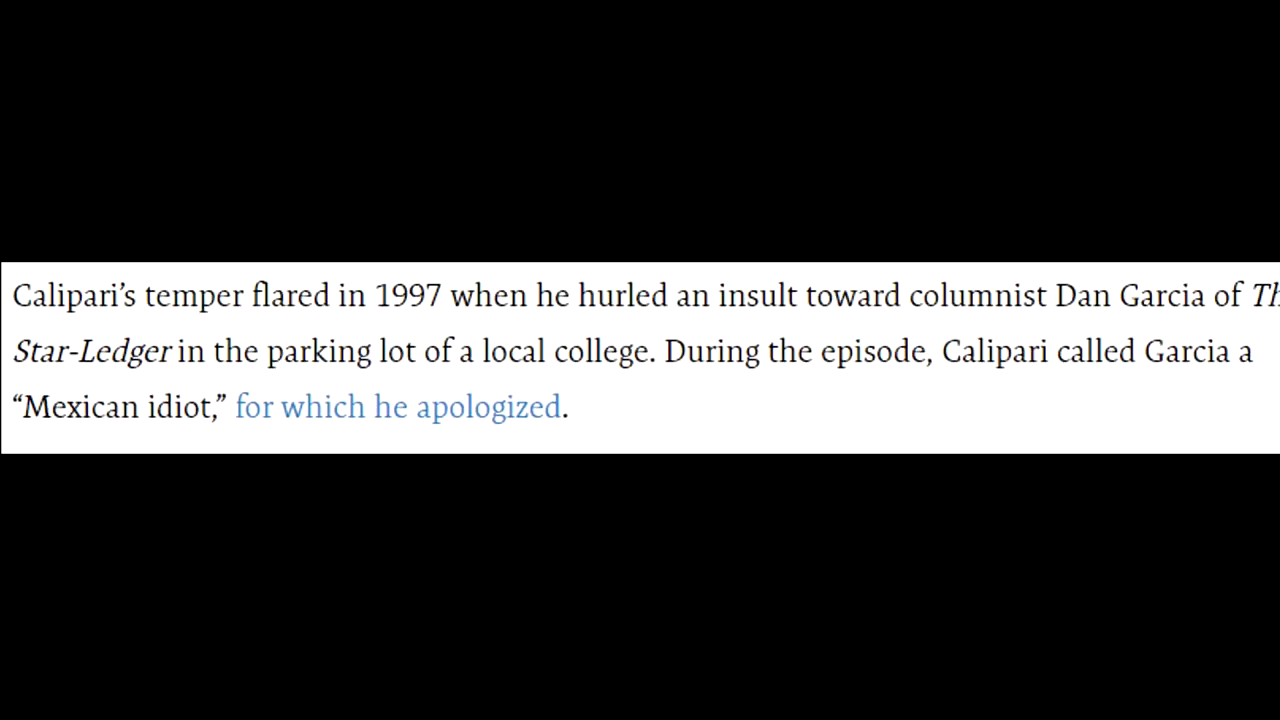 Calipari’s temper flared in 1997 when he hurled an insult toward columnist Dan Garcia of Th
Star-Ledger in the parking lot of a local college. During the episode, Calipari called Garcia a
“Mexican idiot,” for which he apologized.